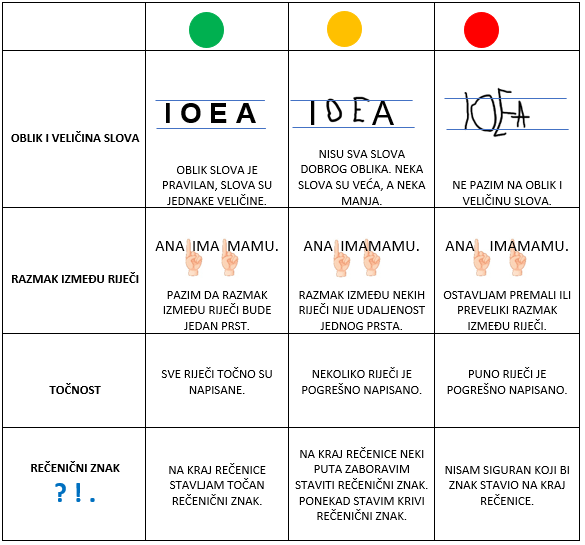 OBLIK I VELIČINA SLOVA
I O E A
OBLIK SLOVA JE
PRAVILAN, SLOVA SU
JEDNAKE VELIČINE.
I D E A
NISU SVA SLOVA
DOBROG OBLIKA. NEKA
SLOVA SU VEĆA, A NEKA
MANJA.
I O E A
NE PAZIM NA OBLIK I
VELIČINU SLOVA.
RAZMAK IZMEĐU RIJEČI
ANA IMA MAMU.
PAZIM DA RAZMAK
IZMEĐU RIJEČI BUDE
JEDAN PRST.
ANA IMAMAMU.
RAZMAK IZMEĐU NEKIH
RIJEČI NIJE UDALJENOST
JEDNOG PRSTA.
ANA IMAMAMU.
OSTAVLJAM PREMALI ILI
PREVELIKI RAZMAK
IZMEĐU RIJEČI.
TOČNOST
SVE RIJEČI TOČNO SU
NAPISANE.
NEKOLIKO RIJEČI JE
POGREŠNO NAPISANO.
PUNO RIJEČI JE
POGREŠNO NAPISANO.
REČENIČNI ZNAK
? ! .
NA KRAJ REČENICE
STAVLJAM TOČAN
REČENIČNI ZNAK.
NA KRAJ REČENICE NEKI
PUTA ZABORAVIM
STAVITI REČENIČNI ZNAK.
PONEKAD STAVIM KRIVI
REČENIČNI ZNAK.
NISAM SIGURAN KOJI BI
ZNAK STAVIO NA KRAJ
REČENICE.